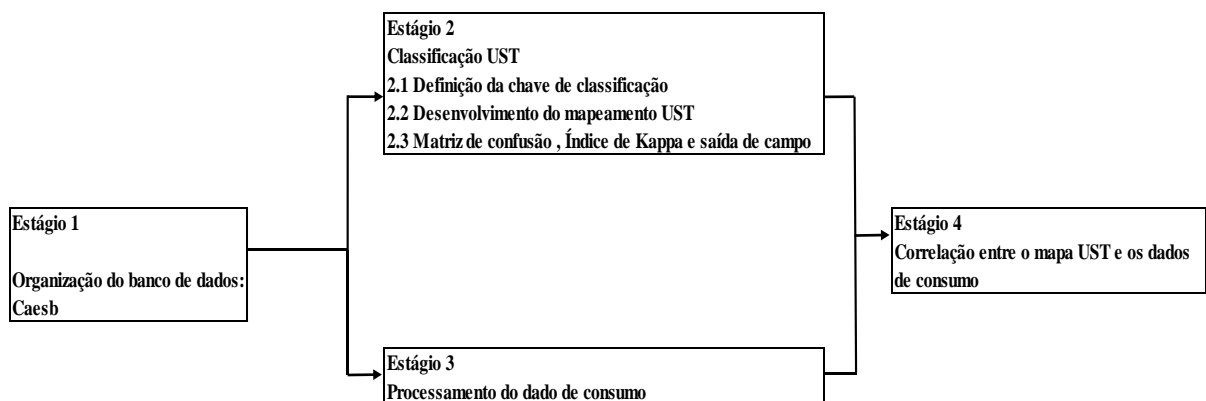 Estágio 1
Organização do banco de dados:
Caesb
Estágio 2
Classificação UST
2.1 Definição da chave de classificação
2.2 Desenvolvimento do mapeamento UST
2.3 Matriz de confusão , Índice de Kappa e saída de campo
Estágio 3
Processamento do dado de consumo
Estágio 4
Correlação entre o mapa UST e os dados
de consumo